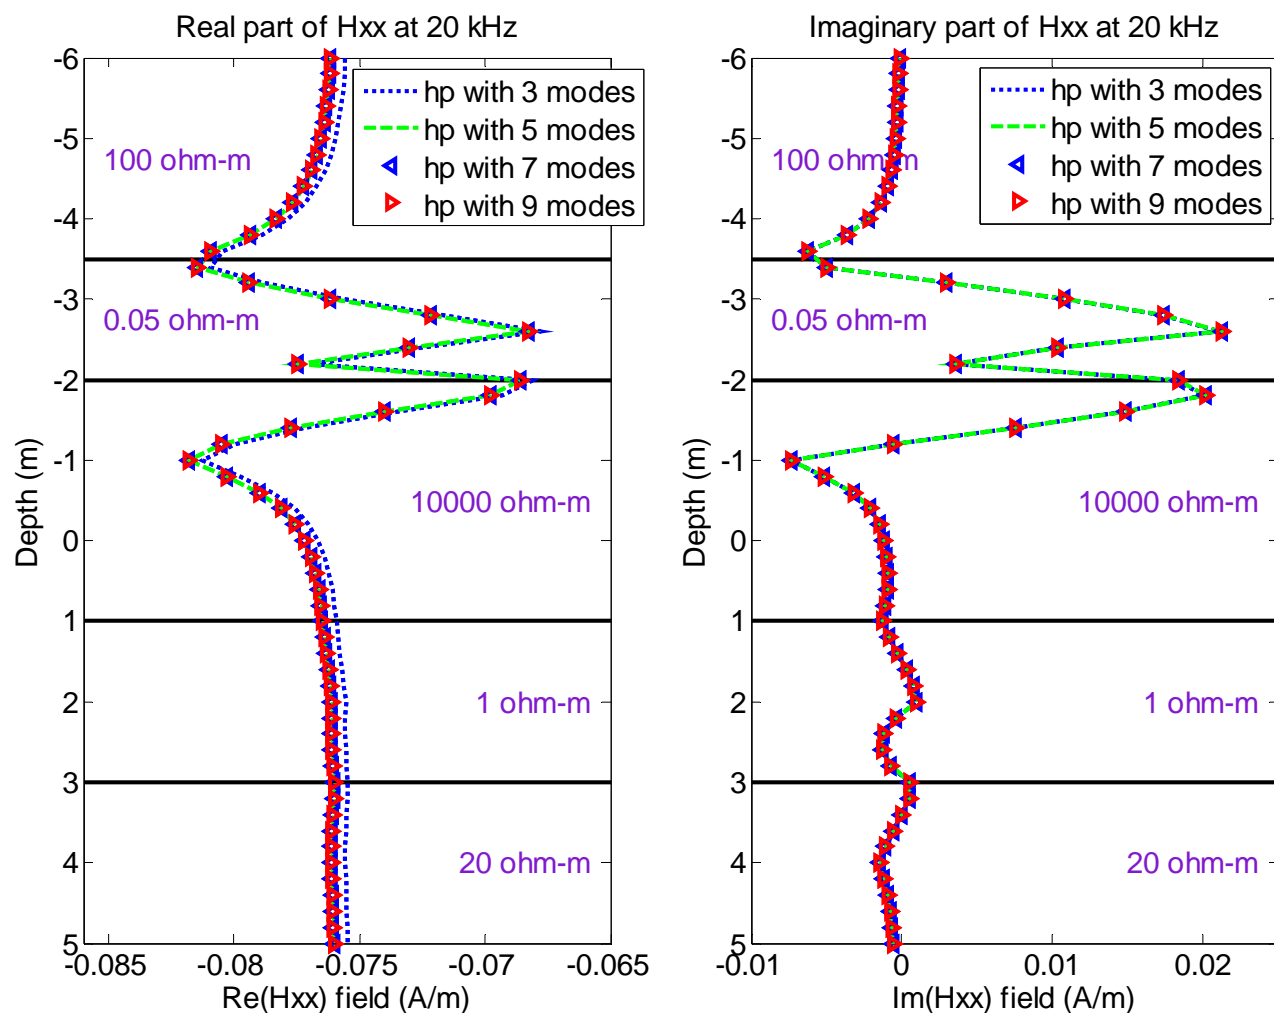 Real part of Hxx at 20 kHz
hp with 3 modes
hp with 5 modes
hp with 7 modes
hp with 9 modes
100 ohm-m
0.05 ohm-m
10000 ohm-m
1 ohm-m
20 ohm-m
-6
-5
-4
-3
-2
-1
0
1
2
3
4
5
Depth (m)
-0.085
-0.08
-0.075
-0.07
-0.065
Re(Hxx) field (A/m)
Imaginary part of Hxx at 20 kHz
hp with 3 modes
hp with 5 modes
hp with 7 modes
hp with 9 modes
100 ohm-m
0.05 ohm-m
10000 ohm-m
1 ohm-m
20 ohm-m
-6
-5
-4
-3
-2
-1
0
1
2
3
4
5
Depth (m)
-0.01
0
0.01
0.02
Im(Hxx) field (A/m)